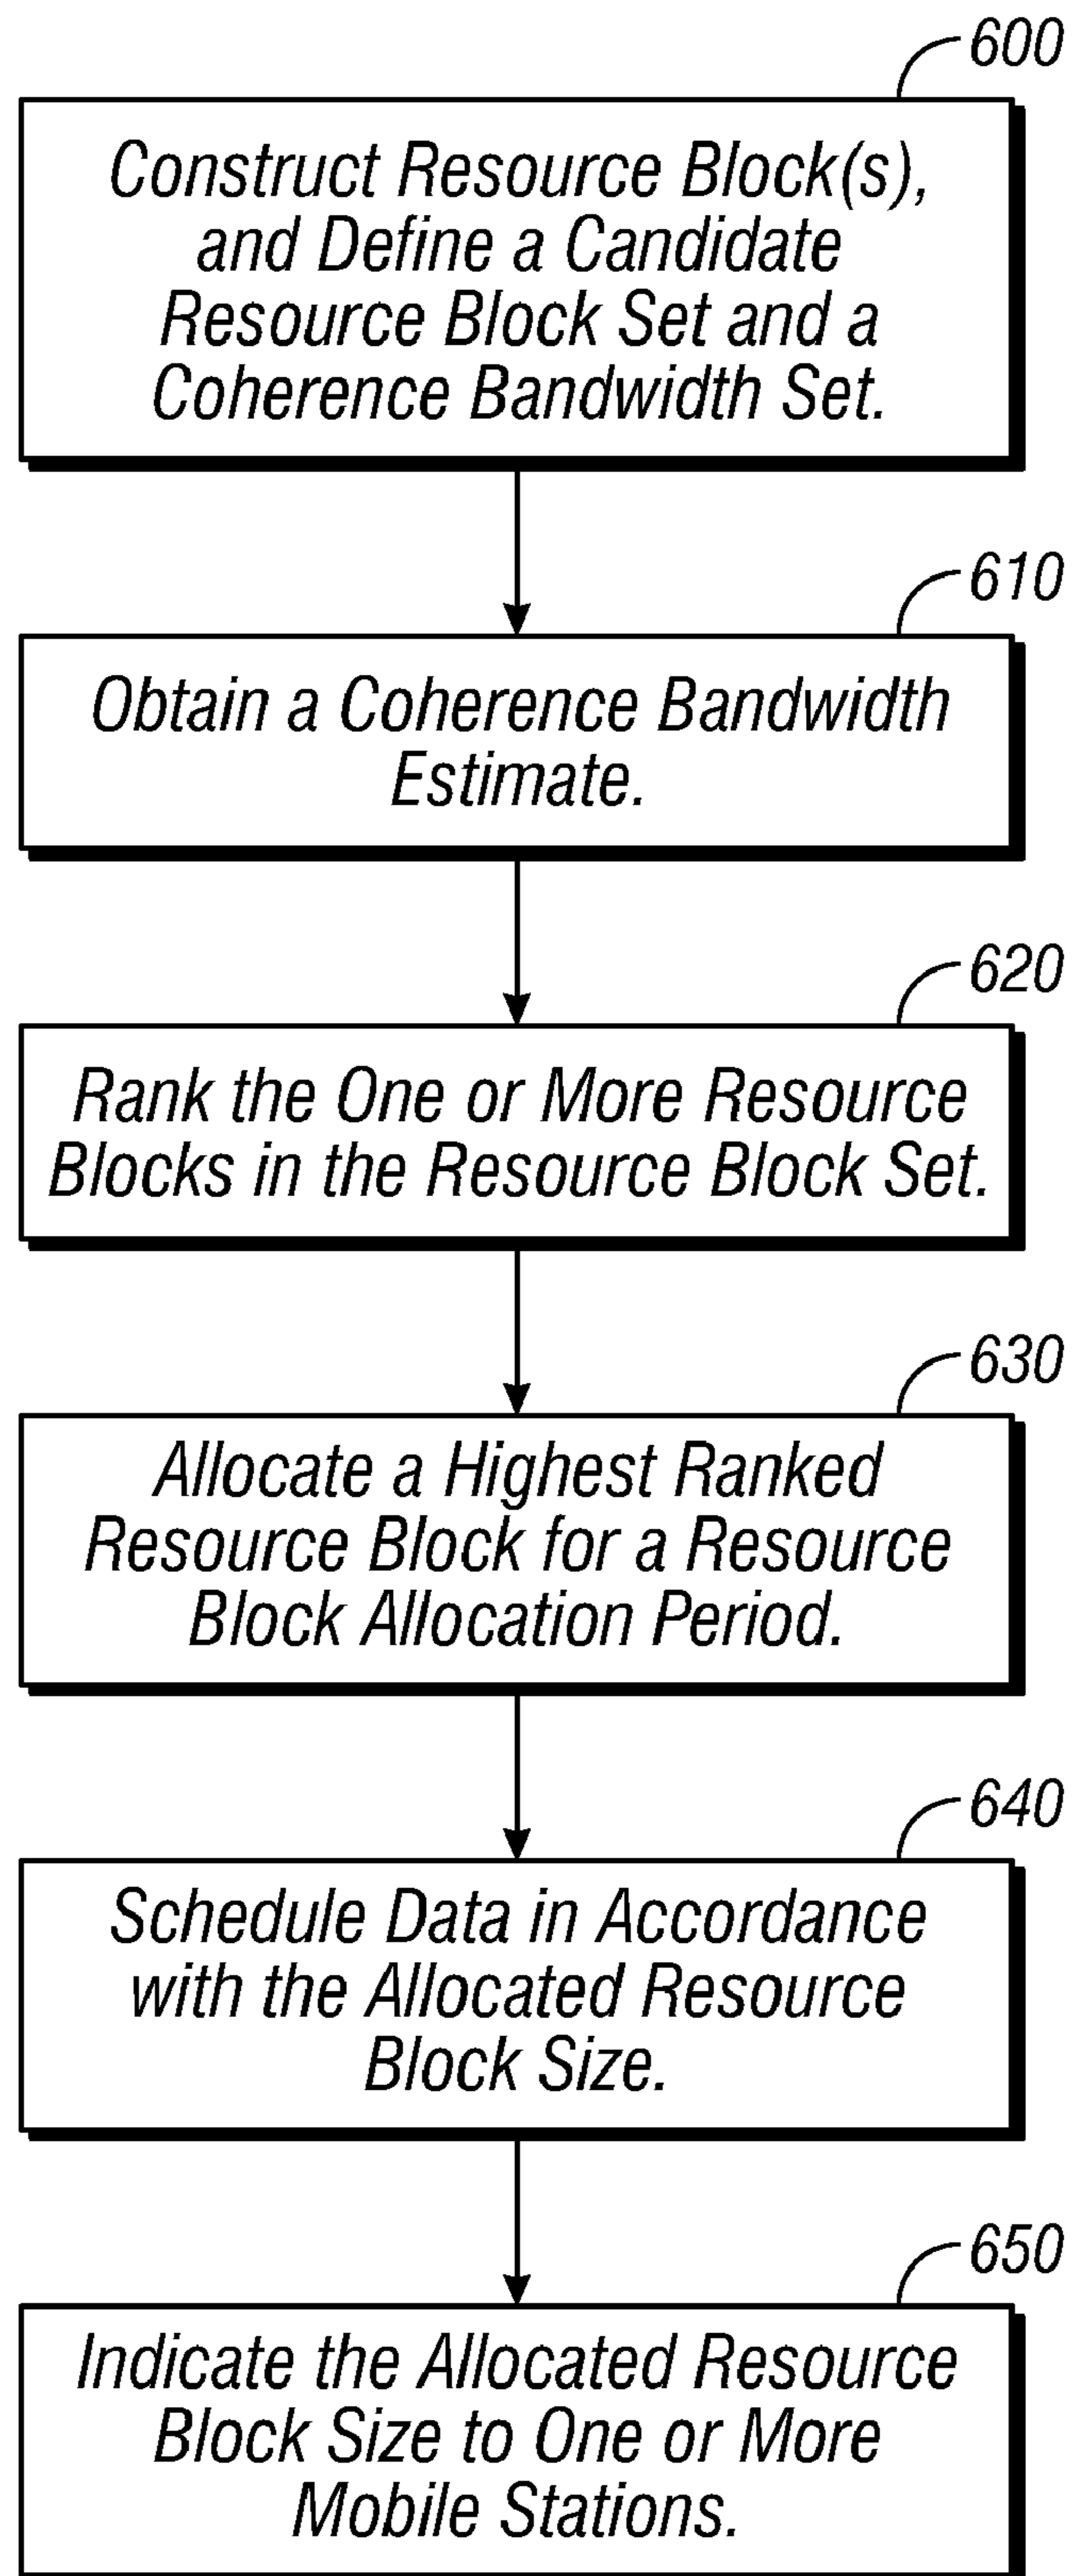 600
Construct Resource Block(s),
and Define a Candidate
Resource Block Set and a
Coherence Bandwidth Set.
610
Obtain a Coherence Bandwidth
Estimate.
620
Rank the One or More Resource
Blocks in the Resource Block Set.
630
Allocate a Highest Ranked
Resource Block for a Resource
Block Allocation Period.
640
Schedule Data in Accordance
with the Allocated Resource
Block Size.
650
Indicate the Allocated Resource
Block Size to One or More
Mobile Stations.